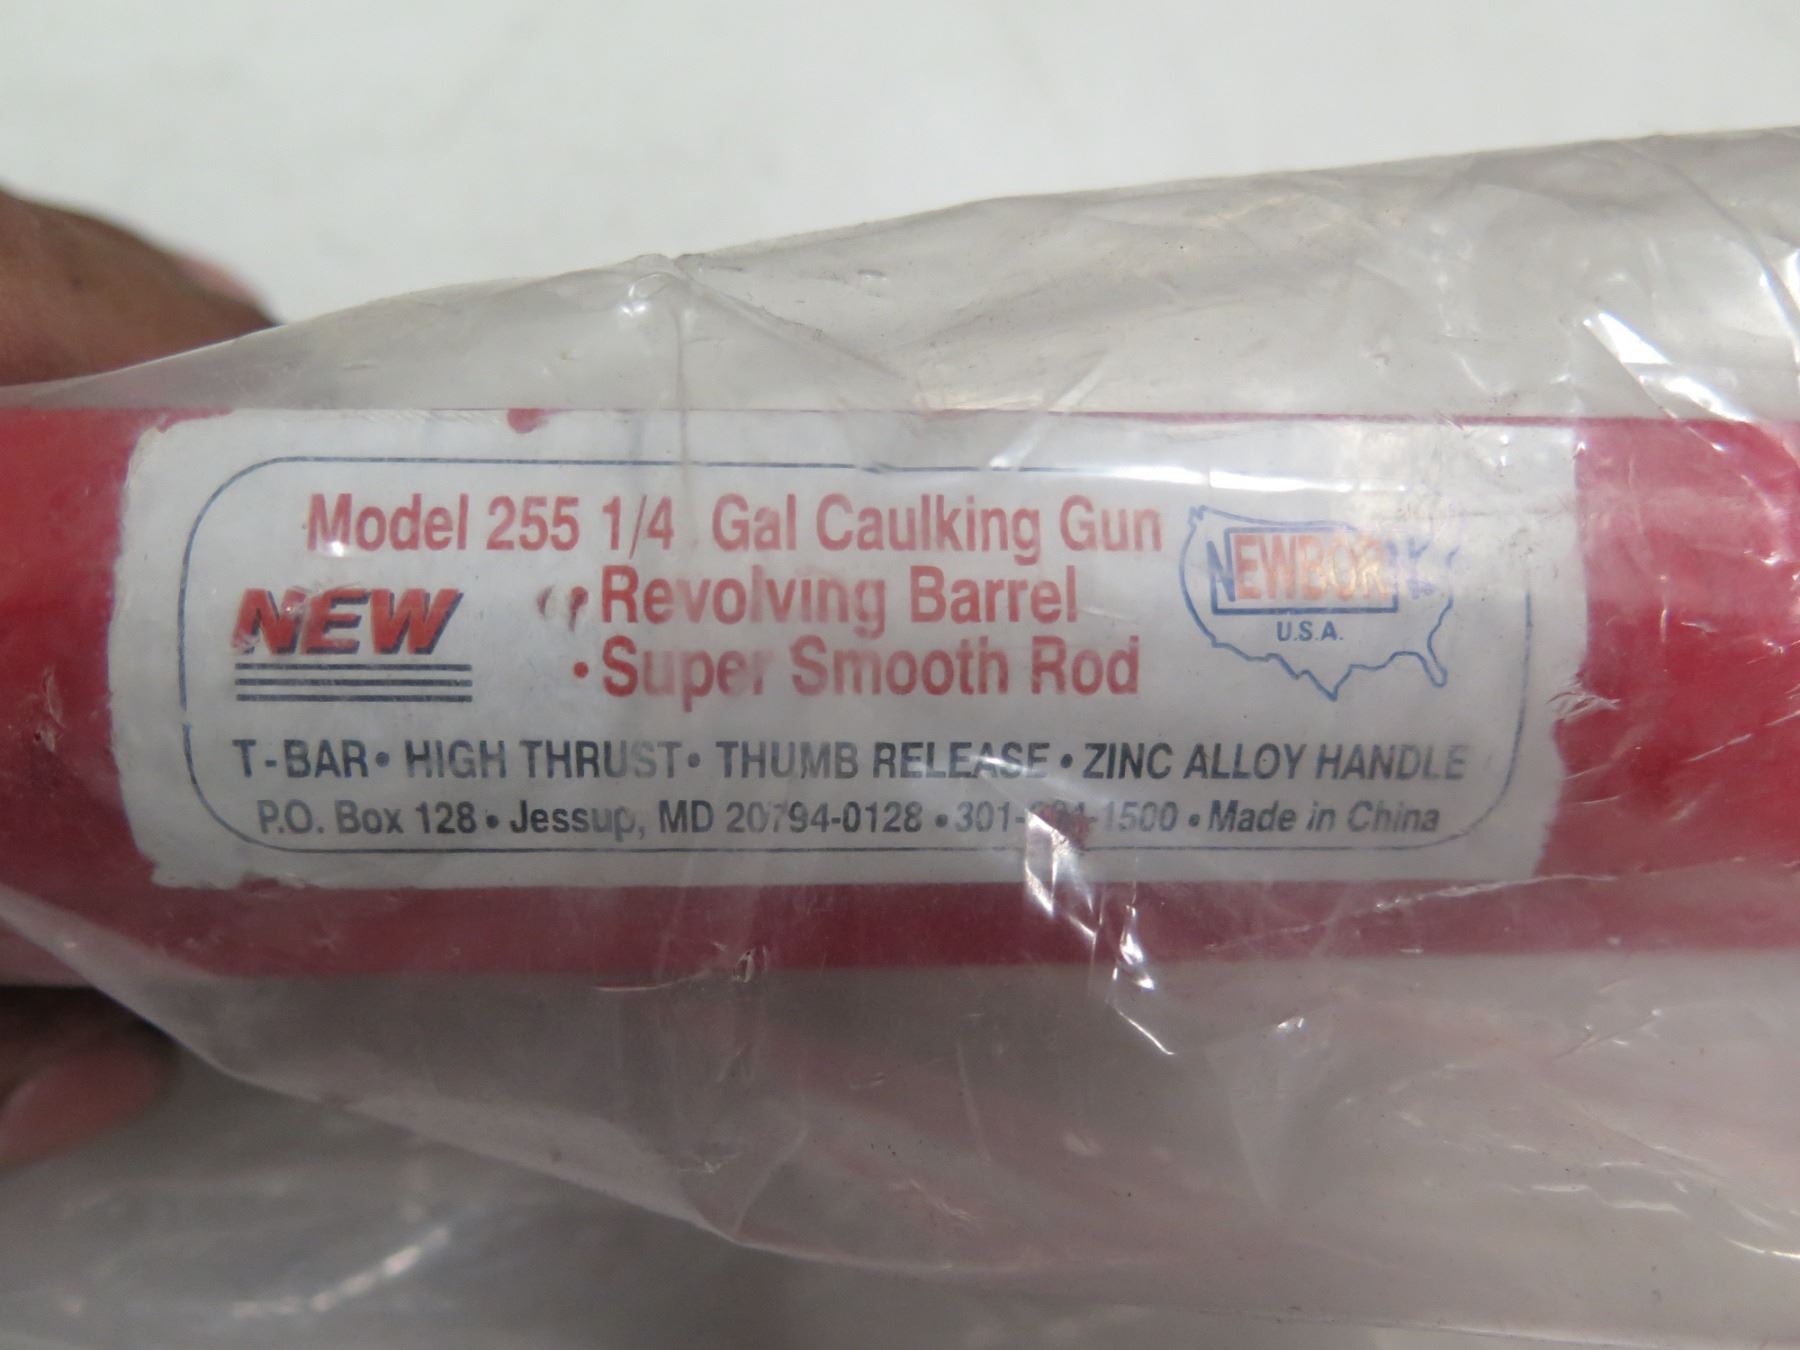 Model 255 1/4 Gal Caulking Gun
NEW
• Revolving Barrel
• Super Smooth Rod
NEWBORN
U.S.A.
T-BAR • HIGH THRUST • THUMB RELEASE • ZINC ALLOY HANDLE
P.O. Box 128 • Jessup, MD 20794-0128 • Made in China